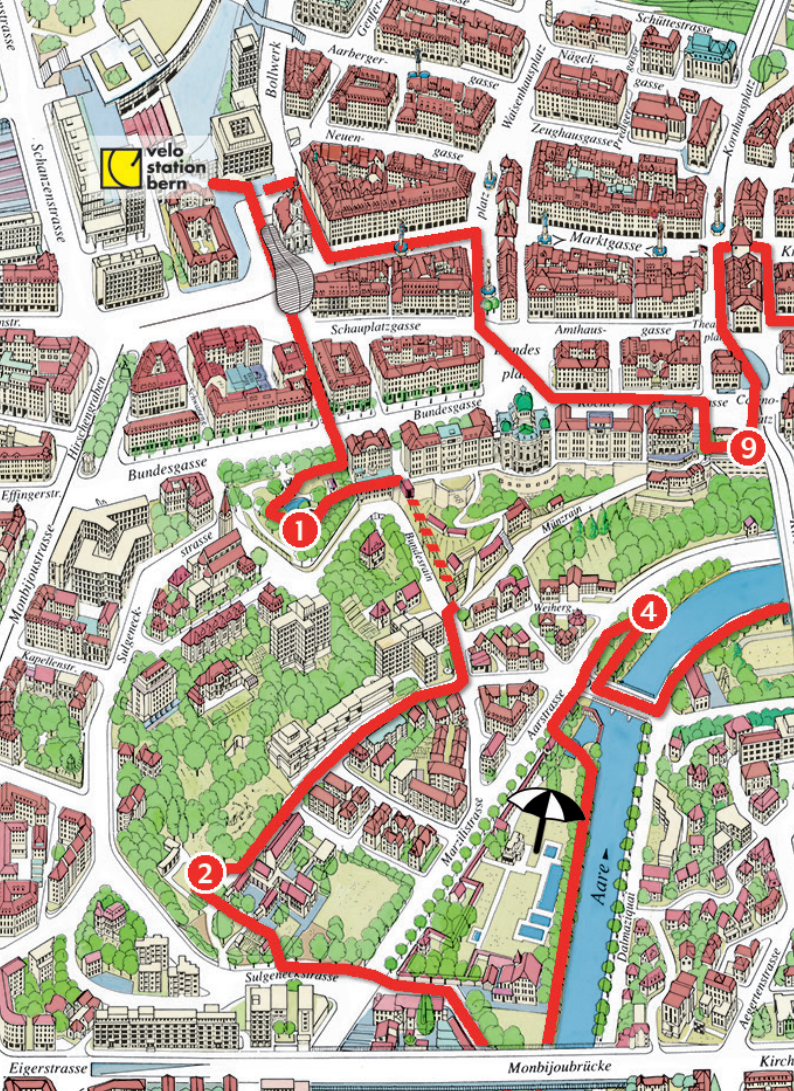 Schüttestrasse
Genfer-
Aarberger-
gasse
Bollwerk
Waisenhausplatz
Nägeli-
gasse
gasse
Zeughausgasse
Prediger
Kornhausplatz
Neuen-
gasse
velo
station
bern
Schanzenstrasse
platz
Marktgasse
Schauplatzgasse
Amthaus-
gasse
Hirschengraben
Bundesgasse
Bundesgasse
9
Effingerstr.
1
Münzrain
Monbijoustrasse
strasse
Bundesrain
Sulgeneck-
Weiherg.
4
Kapellenstr.
Aarstrasse
Marzilistrasse
Aare
2
Dalmaziquai
Sulgeneckstrasse
Aegertenstrasse
Eigerstrasse
Monbijoubrücke
Kirch